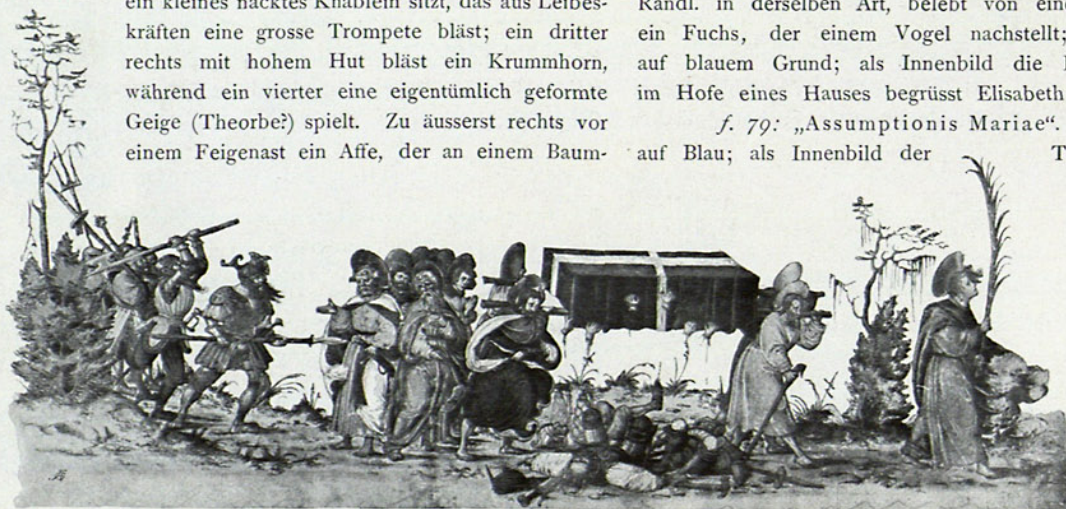 ein kleines nacktes Knäblein sitzt, das aus Leibes-
kräften eine grosse Trompete bläst; ein dritter
rechts mit hohem Hut bläst ein Krummhorn,
während ein vierter eine eigentümlich geformte
Geige (Theorbe?) spielt. Zu äusserst rechts vor
einem Feigenast ein Affe, der an einem Baum-
Randl. in derselben Art, belebt von
ein Fuchs, der einem Vogel nachstellt;
auf blauem Grund; als Innenbild die
im Hofe eines Hauses begrüsst Elisabeth
f. 79: „Assumptionis Mariae“.
auf Blau; als Innenbild der T